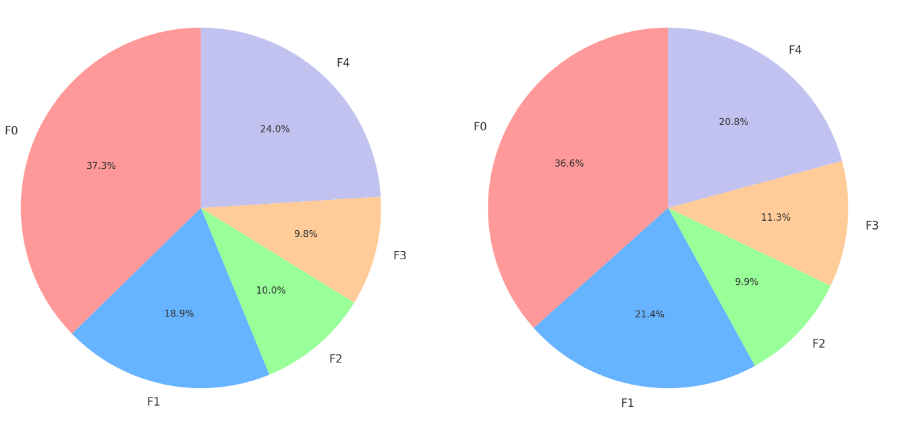 F0
37.3%
F1
18.9%
F2
10.0%
F3
9.8%
F4
24.0%
F0
36.6%
F1
21.4%
F2
9.9%
F3
11.3%
F4
20.8%